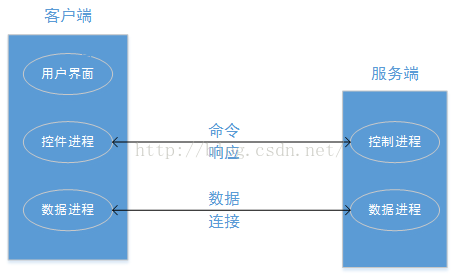 客户端
服务端
用户界面
控件进程
命令
响应
控制进程
http://blog.csdn.net/
数据进程
数据
连接
数据进程